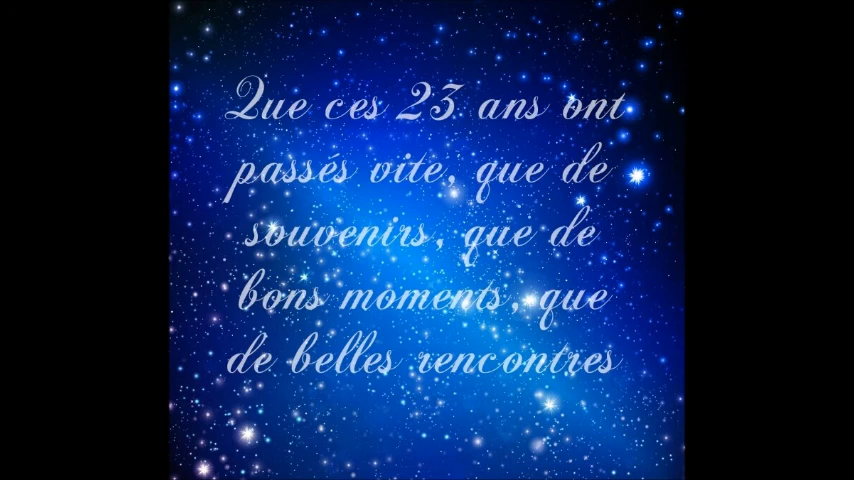 Que ces 23 ans ont
passés vite, que de
souvenirs, que de
bons moments, que
de belles rencontres